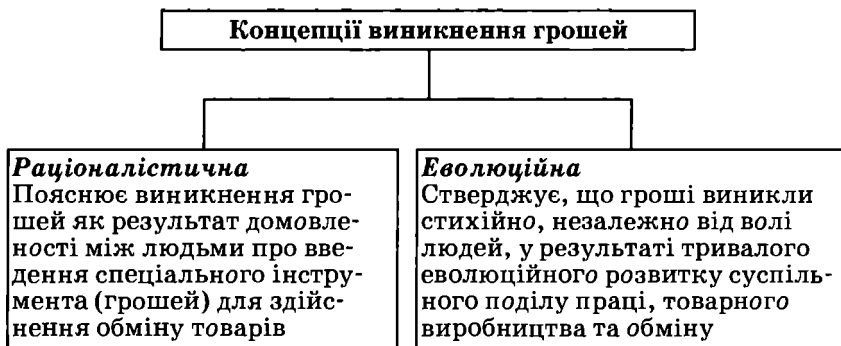 Концепції виникнення грошей
Раціоналістична
Пояснює виникнення гро-
шей як результат домовле-
ності між людьми про вве-
дення спеціального інстру-
мента (грошей) для здійс-
нення обміну товарів
Еволюційна
Стверджує, що гроші виникли
стихійно, незалежно від волі
людей, у результаті тривалого
еволюційного розвитку суспіль-
ного поділу праці, товарного
виробництва та обміну